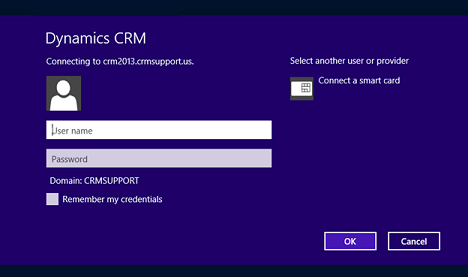 Dynamics CRM
Connecting to crm2013.crmsupport.us.
Select another user or provider
Connect a smart card
User name
Password
Domain: CRMSUPPORT
Remember my credentials
OK
Cancel